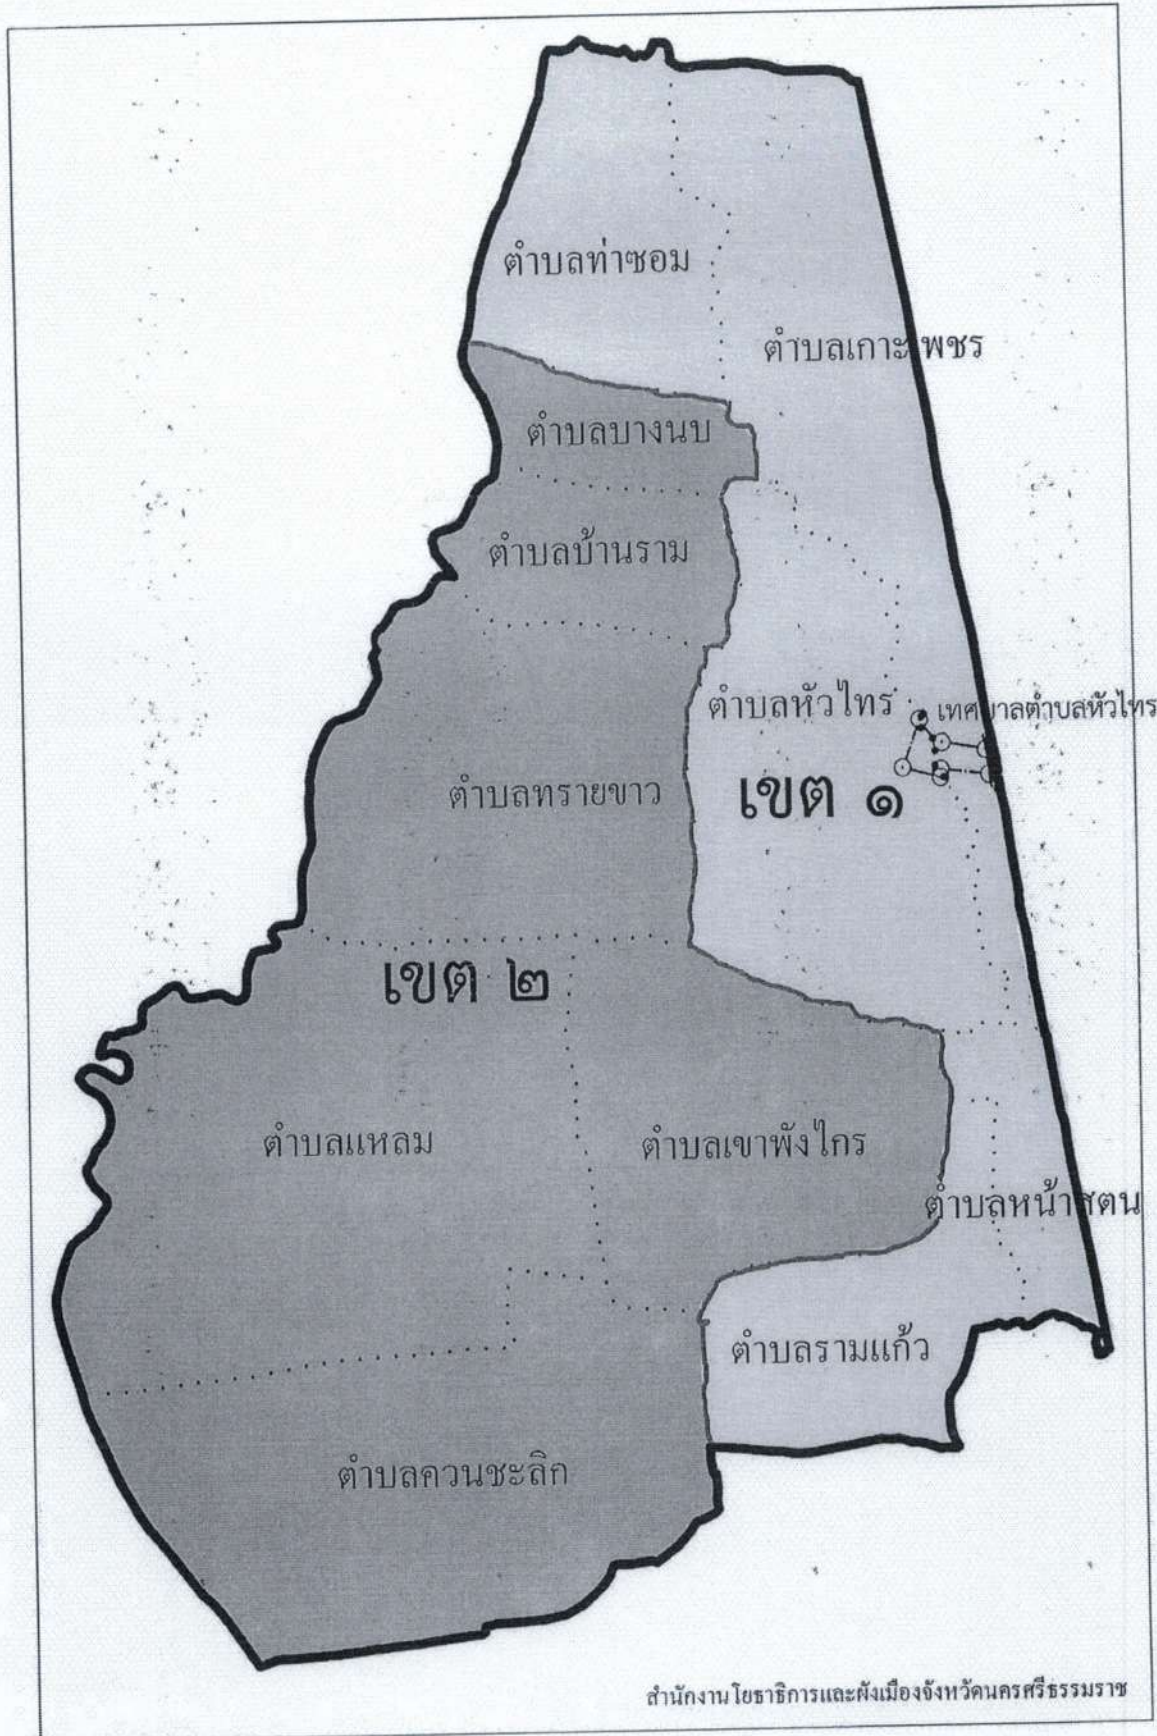 ตำบลท่าซอม
ตำบลเกาะเพชร
ตำบลบางนบ
ตำบลบ้านราม
ตำบลหัวไทร
เทศบาลตำบลหัวไทร
ตำบลทรายขาว
เขต ๑
เขต ๒
ตำบลแหลม
ตำบลเขาพังไกร
ตำบลหน้าสตน
ตำบลรามแก้ว
ตำบลควนชะลิก
สำนักงานโยธาธิการและผังเมืองจังหวัดนครศรีธรรมราช